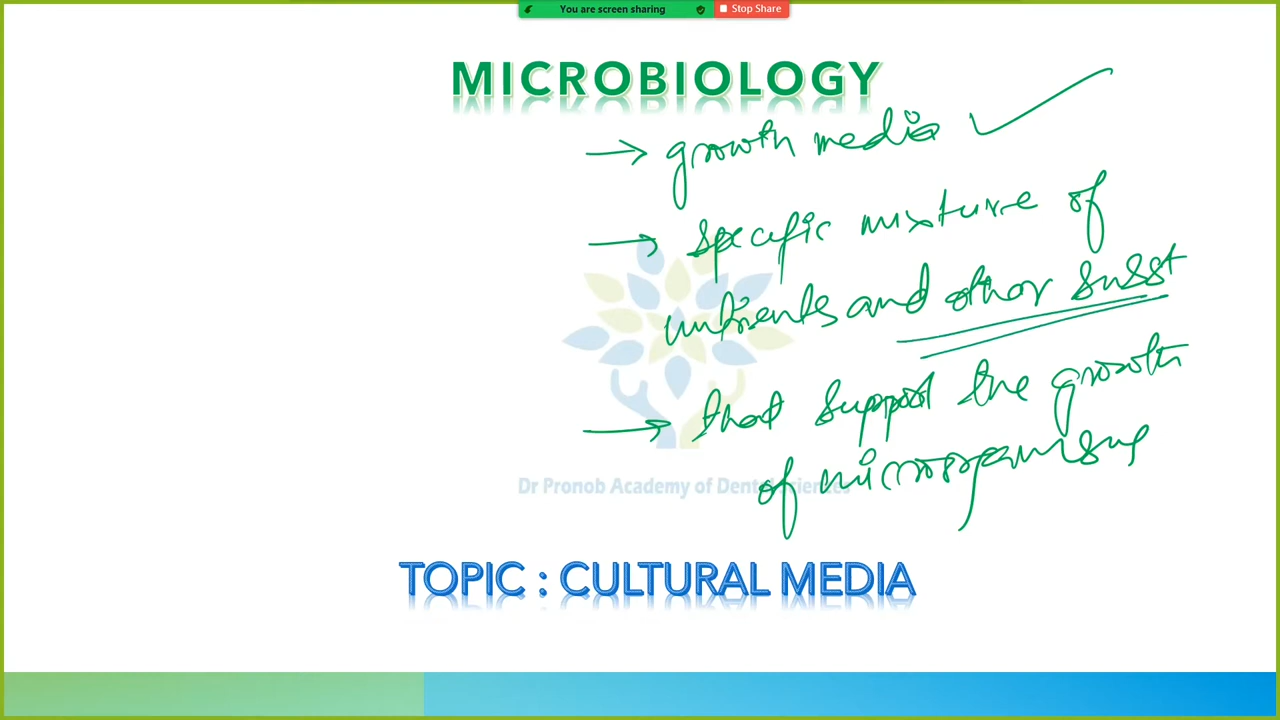 You are screen sharing Stop Share
MICROBIOLOGY
→ growth media ✓
→ specific mixture of
nutrients and other subst
→ that support the growth
of microorganisms
Dr Pronob Academy of Dental Sciences
TOPIC : CULTURAL MEDIA